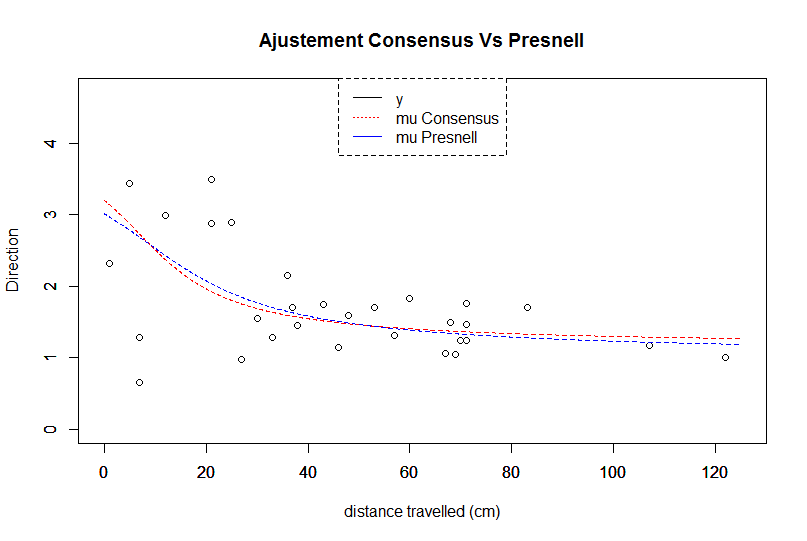 Ajustement Consensus Vs Presnell
y
mu Consensus
mu Presnell
4
3
2
1
0
Direction
0 20 40 60 80 100 120
distance travelled (cm)